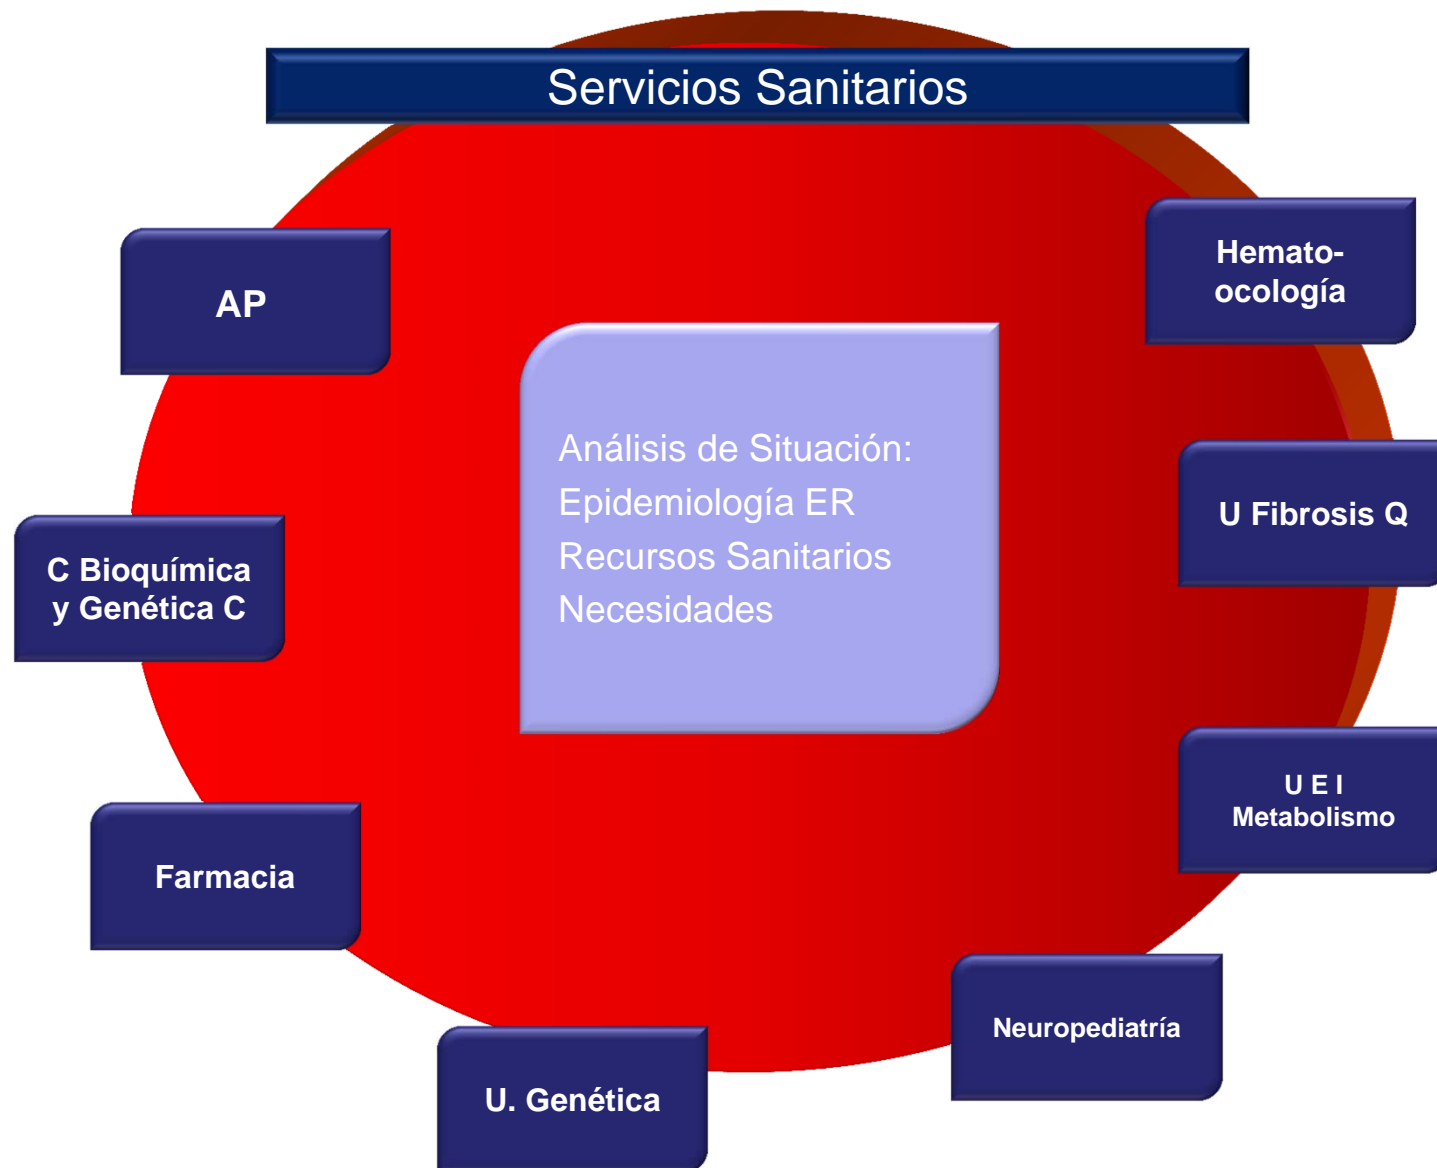 Servicios Sanitarios
AP
Hemato-
ocología
Análisis de Situación:
Epidemiología ER
Recursos Sanitarios
Necesidades
U Fibrosis Q
C Bioquímica
y Genética C
U E I
Metabolismo
Farmacia
Neuropediatría
U. Genética